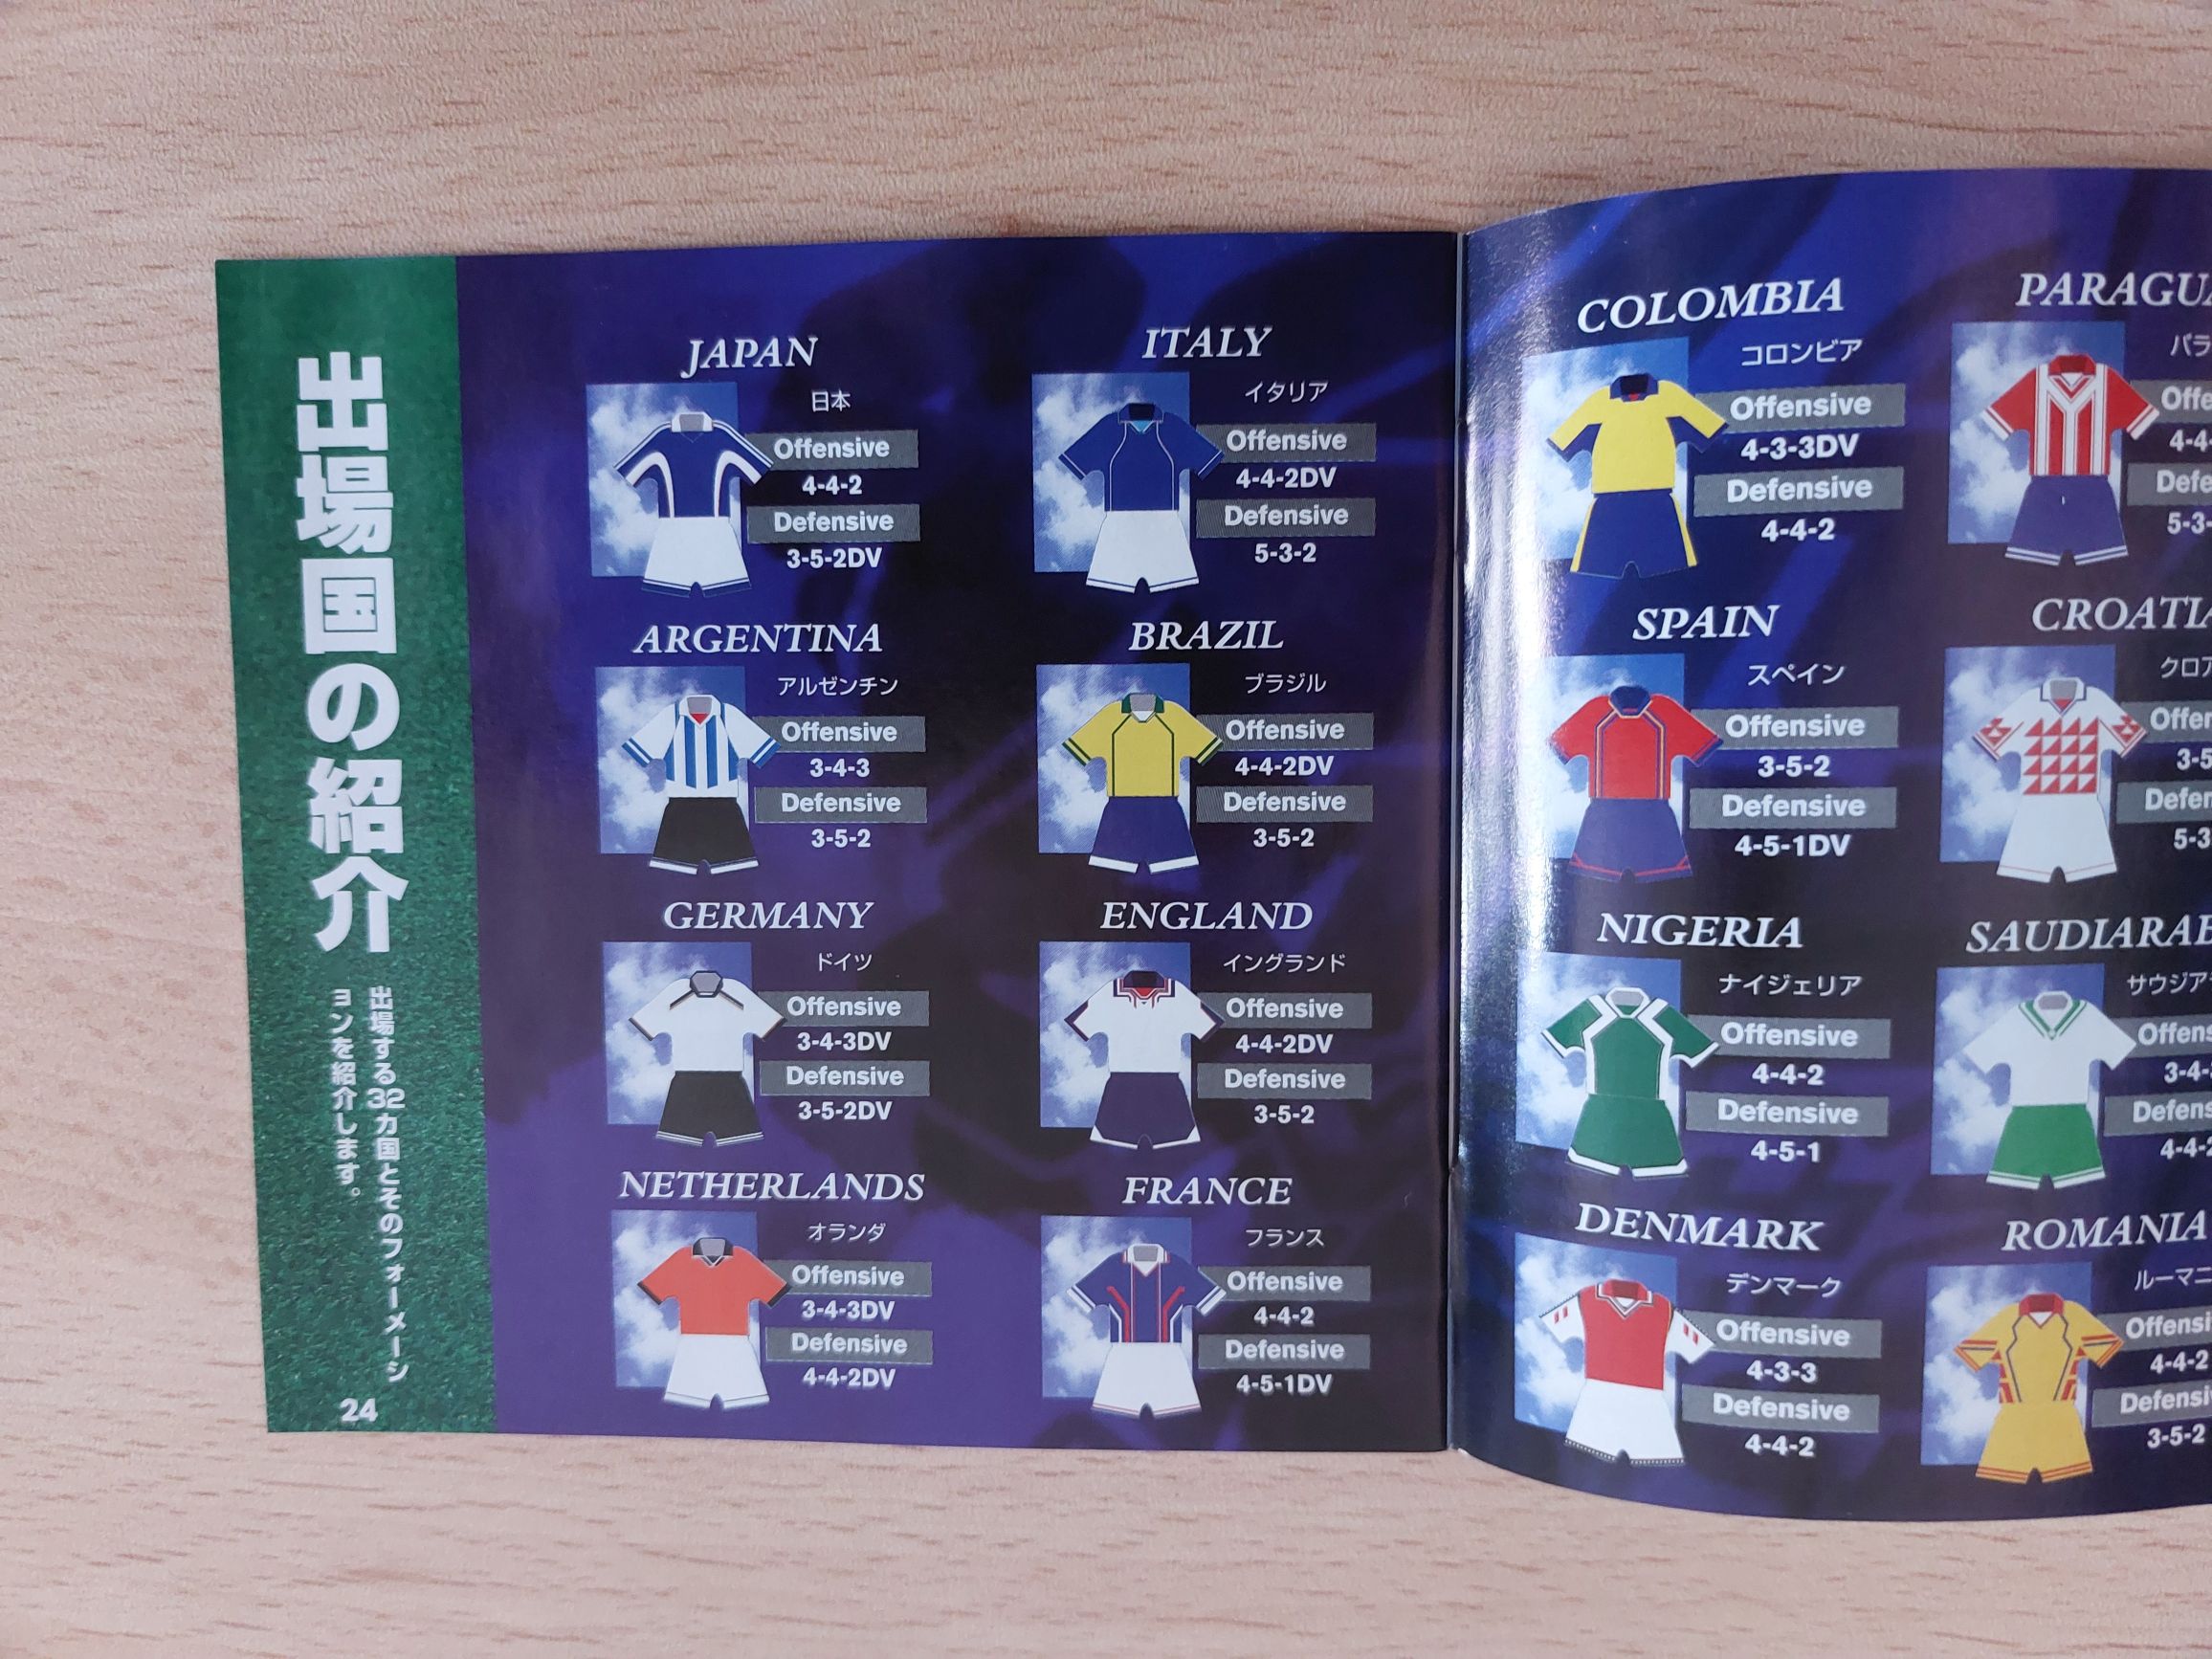 出場国の紹介
出場する32カ国とそのフォーメーシ
ョンを紹介します。
24
JAPAN
日本
Offensive
4-4-2
Defensive
3-5-2DV
ITALY
イタリア
Offensive
4-4-2DV
Defensive
5-3-2
ARGENTINA
アルゼンチン
Offensive
3-4-3
Defensive
3-5-2
BRAZIL
ブラジル
Offensive
4-4-2DV
Defensive
3-5-2
GERMANY
ドイツ
Offensive
3-4-3DV
Defensive
3-5-2DV
ENGLAND
イングランド
Offensive
4-4-2DV
Defensive
3-5-2
NETHERLANDS
オランダ
Offensive
3-4-3DV
Defensive
4-4-2DV
FRANCE
フランス
Offensive
4-4-2
Defensive
4-5-1DV
COLOMBIA
コロンビア
Offensive
4-3-3DV
Defensive
4-4-2
SPAIN
スペイン
Offensive
3-5-2
Defensive
4-5-1DV
NIGERIA
ナイジェリア
Offensive
4-4-2
Defensive
4-5-1
DENMARK
デンマーク
Offensive
4-3-3
Defensive
4-4-2
ROMANIA
4-4-2
3-5-2